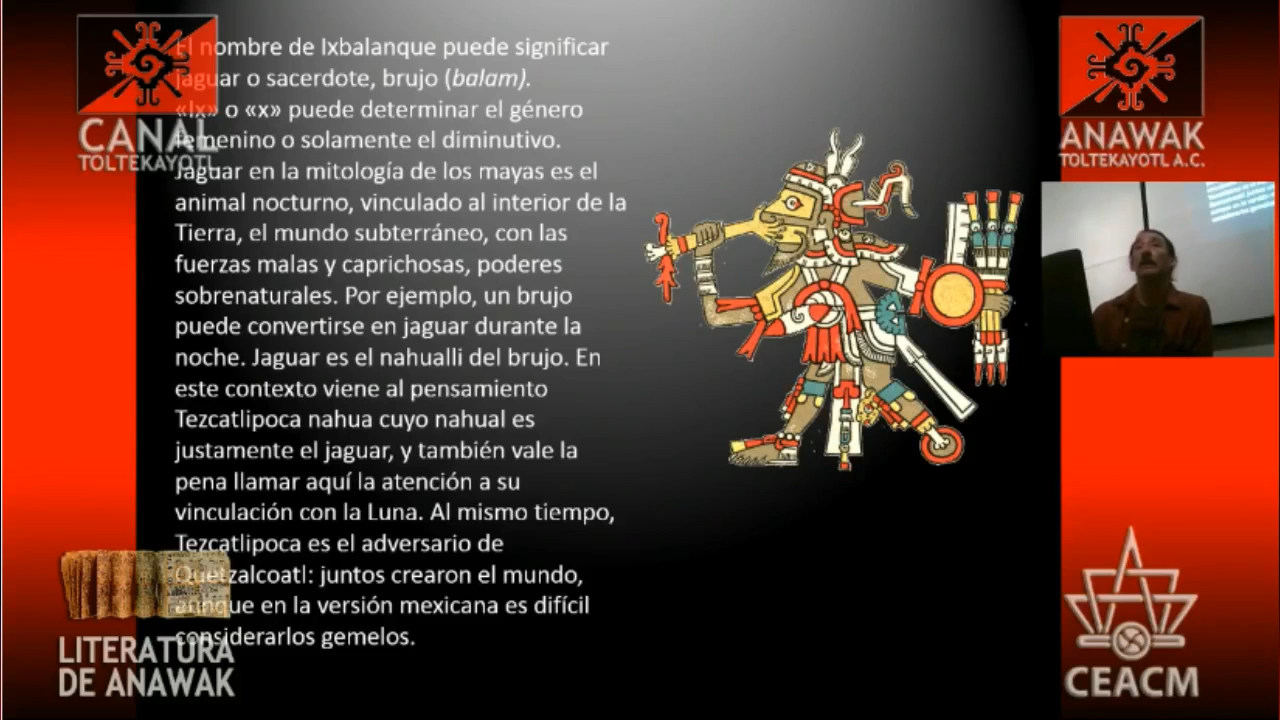 El nombre de Ixbalanque puede significar
jaguar o sacerdote, brujo (balam).
«Ix» o «x» puede determinar el género
femenino o solamente el diminutivo.
Jaguar en la mitología de los mayas es el
animal nocturno, vinculado al interior de la
Tierra, el mundo subterráneo, con las
fuerzas malas y caprichosas, poderes
sobrenaturales. Por ejemplo, un brujo
puede convertirse en jaguar durante la
noche. Jaguar es el nahualli del brujo. En
este contexto viene al pensamiento
Tezcatlipoca nahua cuyo nahual es
justamente el jaguar, y también vale la
pena llamar aquí la atención a su
vinculación con la Luna. Al mismo tiempo,
Tezcatlipoca es el adversario de
Quetzalcoatl: juntos crearon el mundo,
aunque en la versión mexicana es difícil
considerarlos gemelos.
CANAL
TOLTEKAYOTL
LITERATURA
DE ANAWAK
ANAWAK
TOLTEKAYOTL A.C.
CEACM